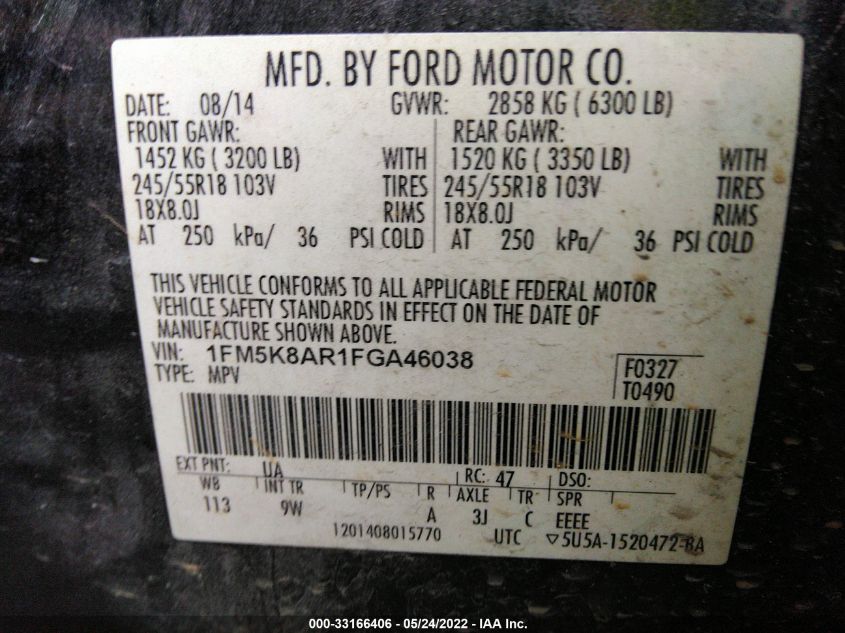 MFD. BY FORD MOTOR CO.
DATE: 08/14 GVWR: 2858 KG ( 6300 LB)
FRONT GAWR: REAR GAWR:
1452 KG ( 3200 LB) WITH 1520 KG ( 3350 LB) WITH
245/55R18 103V TIRES 245/55R18 103V TIRES
18X8.0J RIMS 18X8.0J RIMS
AT 250 kPa/ 36 PSI COLD AT 250 kPa/ 36 PSI COLD
THIS VEHICLE CONFORMS TO ALL APPLICABLE FEDERAL MOTOR
VEHICLE SAFETY STANDARDS IN EFFECT ON THE DATE OF
MANUFACTURE SHOWN ABOVE.
VIN: 1FM5K8AR1FGA46038 F0327
TYPE: MPV T0490
EXT PNT: UA RC: 47 DSO:
WB INT TR TP/PS R AXLE TR SPR
113 9W A 3J C EEEE
1201408015770 UTC ▽5U5A-1520472-BA
000-33166406 - 05/24/2022 - IAA Inc.